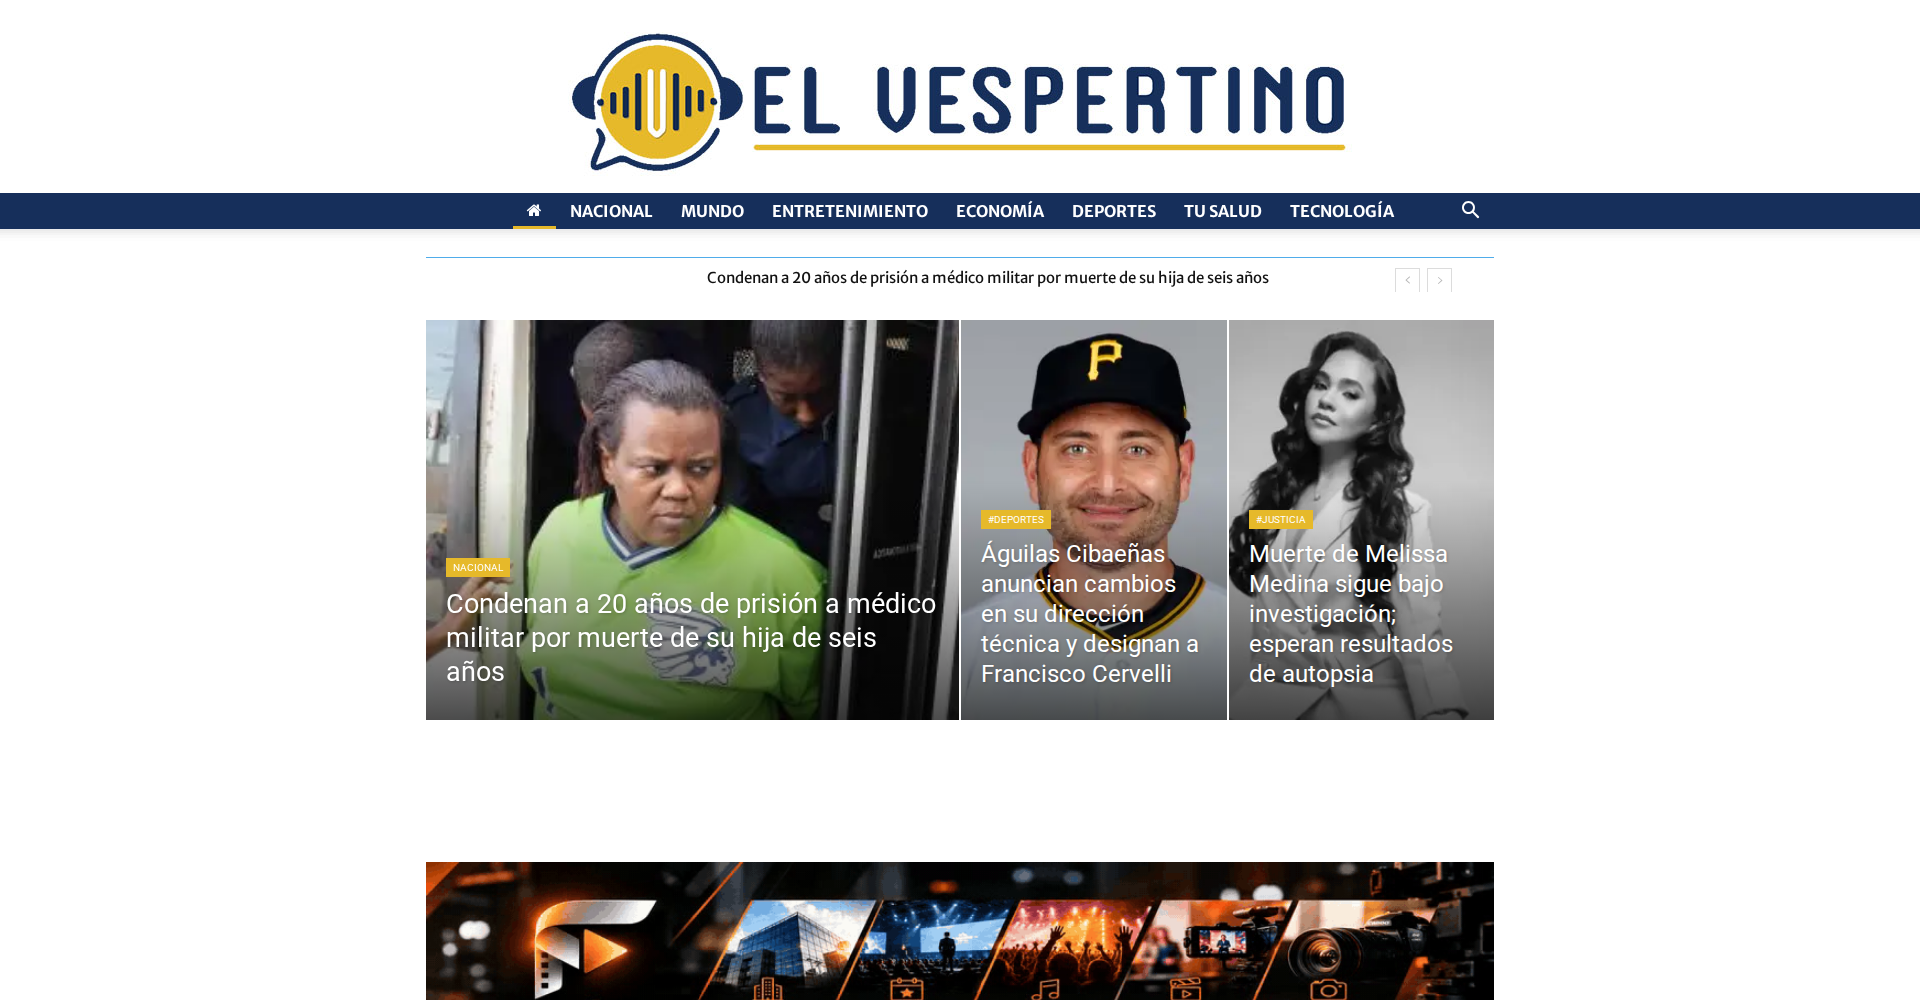 EL VESPERTINO
NACIONAL MUNDO ENTRETENIMIENTO ECONOMÍA DEPORTES TU SALUD TECNOLOGÍA
Condenan a 20 años de prisión a médico militar por muerte de su hija de seis años
NACIONAL
Condenan a 20 años de prisión a médico
militar por muerte de su hija de seis
años
P
#DEPORTES
Águilas Cibaeñas
anuncian cambios
en su dirección
técnica y designan a
Francisco Cervelli
#JUSTICIA
Muerte de Melissa
Medina sigue bajo
investigación;
esperan resultados
de autopsia